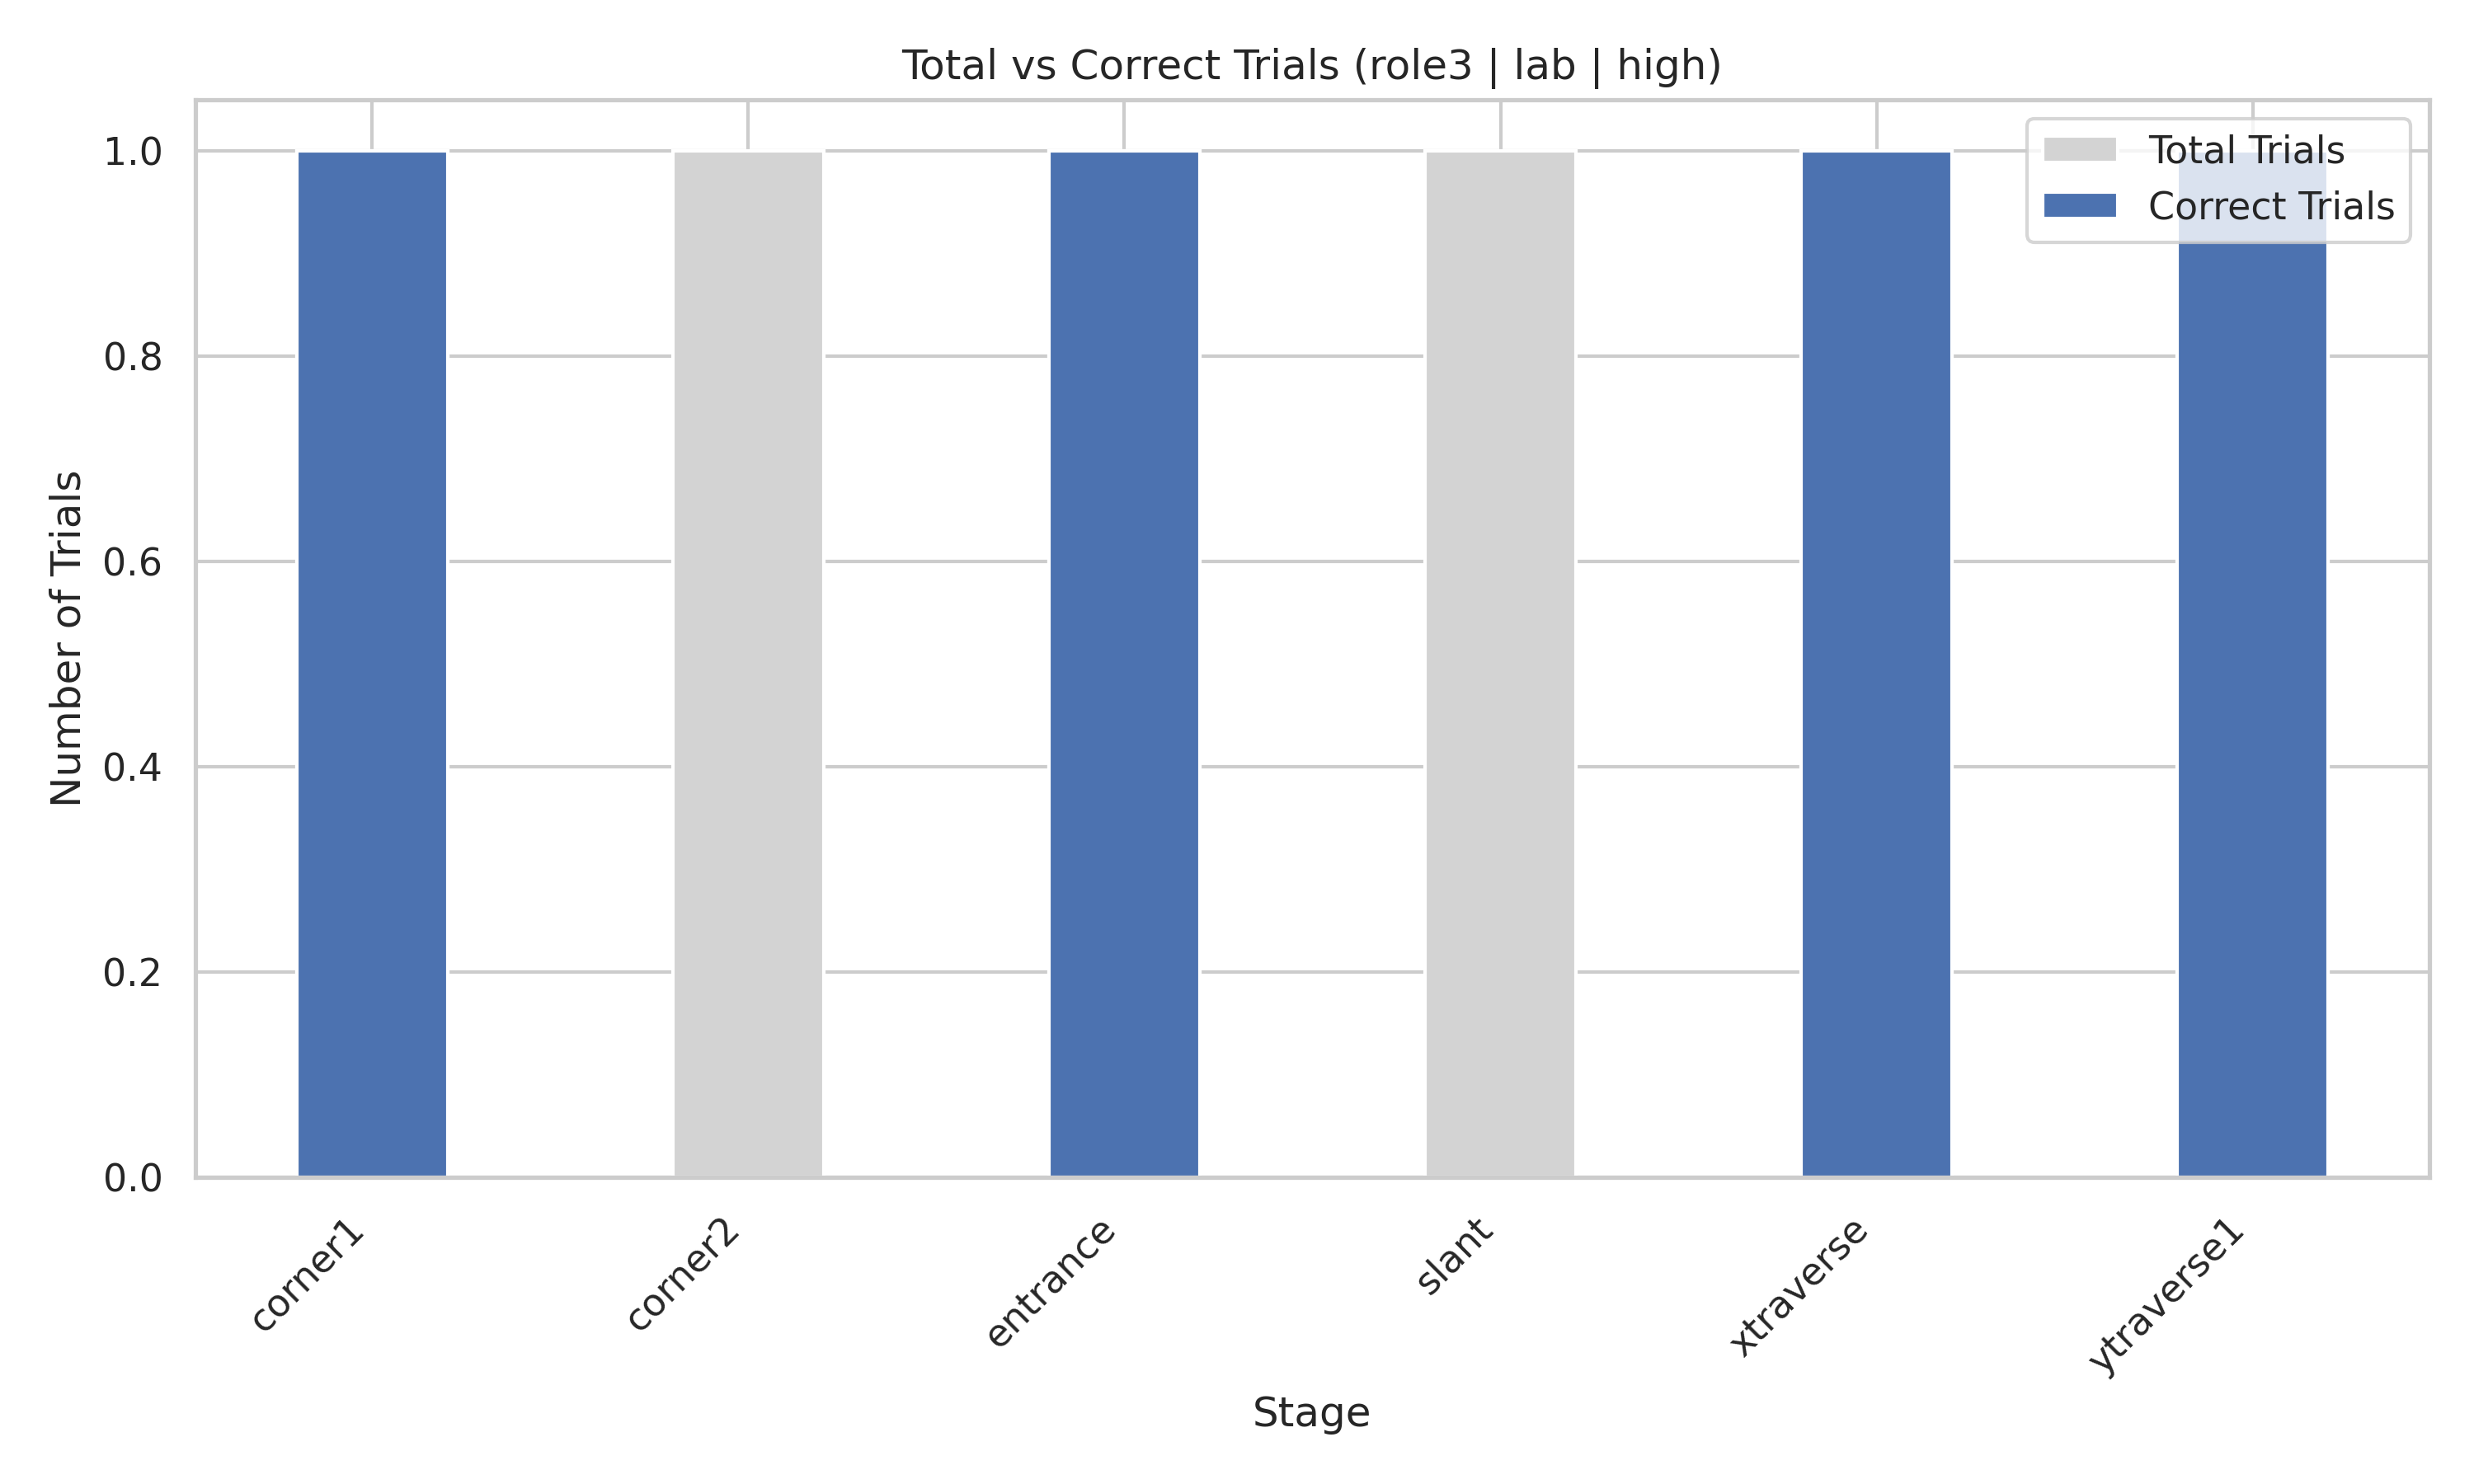 Total vs Correct Trials (role3 | lab | high)
Total Trials
Correct Trials
Number of Trials
1.0
0.8
0.6
0.4
0.2
0.0
corner1
corner2
entrance
slant
xtraverse
ytraverse1
Stage